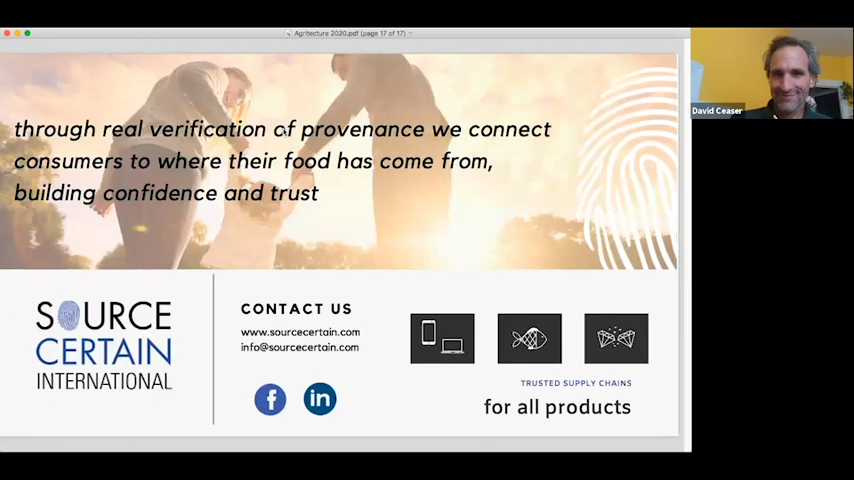 Agritecture 2020.pdf (page 17 of 17)
David Ceaser
through real verification of provenance we connect
consumers to where their food has come from,
building confidence and trust
SOURCE
CERTAIN
INTERNATIONAL
CONTACT US
www.sourcecertain.com
info@sourcecertain.com
f
in
TRUSTED SUPPLY CHAINS
for all products